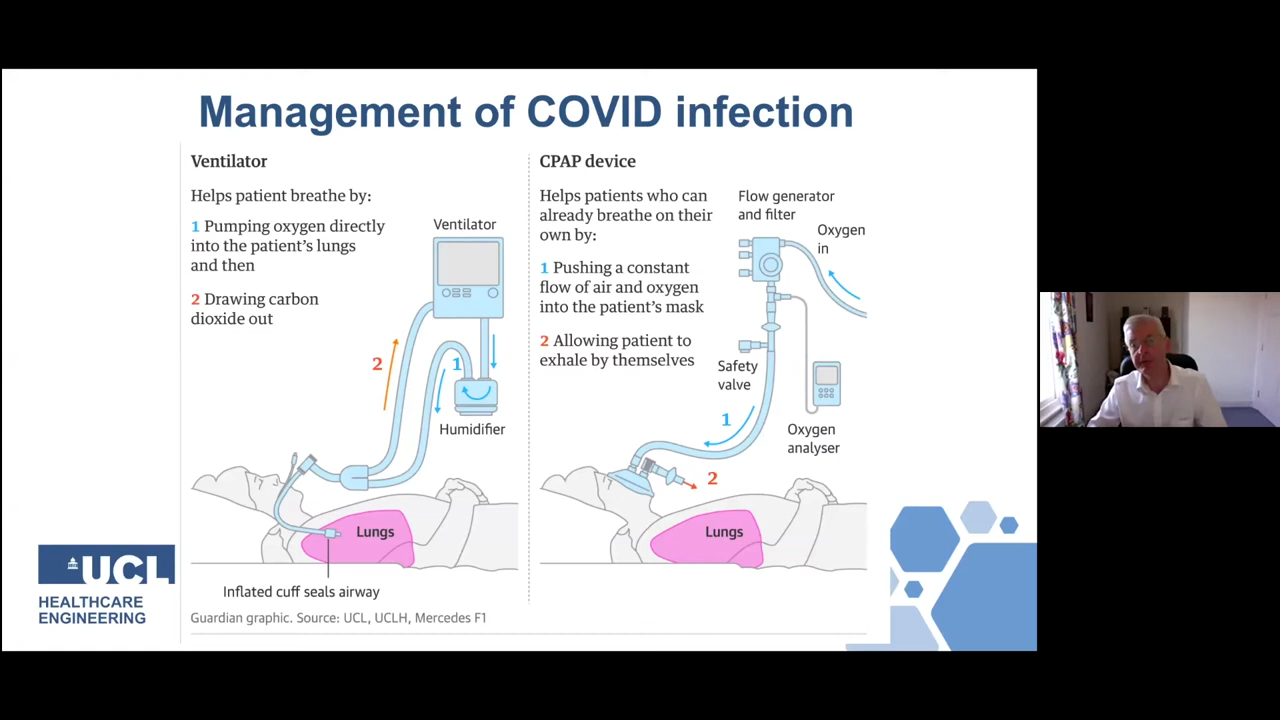 Management of COVID infection
Ventilator
Helps patient breathe by:
1 Pumping oxygen directly
into the patient's lungs
and then
2 Drawing carbon
dioxide out
Ventilator
2
1
Humidifier
Lungs
Inflated cuff seals airway
Guardian graphic. Source: UCL, UCLH, Mercedes F1
CPAP device
Helps patients who can
already breathe on their
own by:
1 Pushing a constant
flow of air and oxygen
into the patient's mask
2 Allowing patient to
exhale by themselves
Flow generator
and filter
Oxygen
in
Safety
valve
1
Oxygen
analyser
2
Lungs
UCL
HEALTHCARE
ENGINEERING